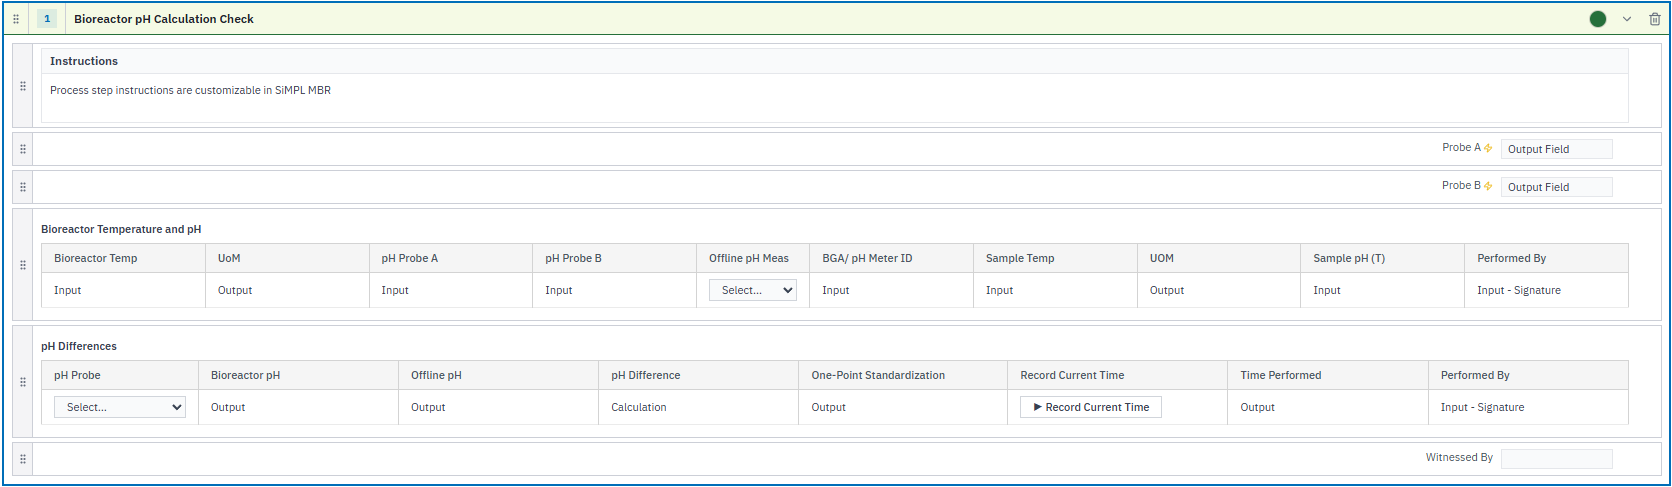 1 Bioreactor pH Calculation Check
Instructions
Process step instructions are customizable in SiMPL MBR
Probe A Output Field
Probe B Output Field
Bioreactor Temperature and pH
Bioreactor Temp UoM pH Probe A pH Probe B Offline pH Meas BGA/ pH Meter ID Sample Temp UOM Sample pH (T) Performed By
Input Output Input Input Select... Input Input Output Input Input - Signature
pH Differences
pH Probe Bioreactor pH Offline pH pH Difference One-Point Standardization Record Current Time Time Performed Performed By
Select... Output Output Calculation Output Record Current Time Output Input - Signature
Witnessed By